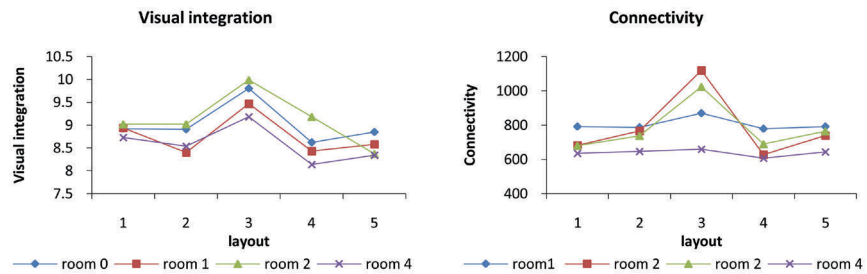 Visual integration
Visual integration
10.5
10
9.5
9
8.5
8
7.5
1 2 3 4 5
layout
room 0 room 1 room 2 room 4
Connectivity
Connectivity
1200
1000
800
600
400
1 2 3 4 5
layout
room1 room 2 room 2 room 4